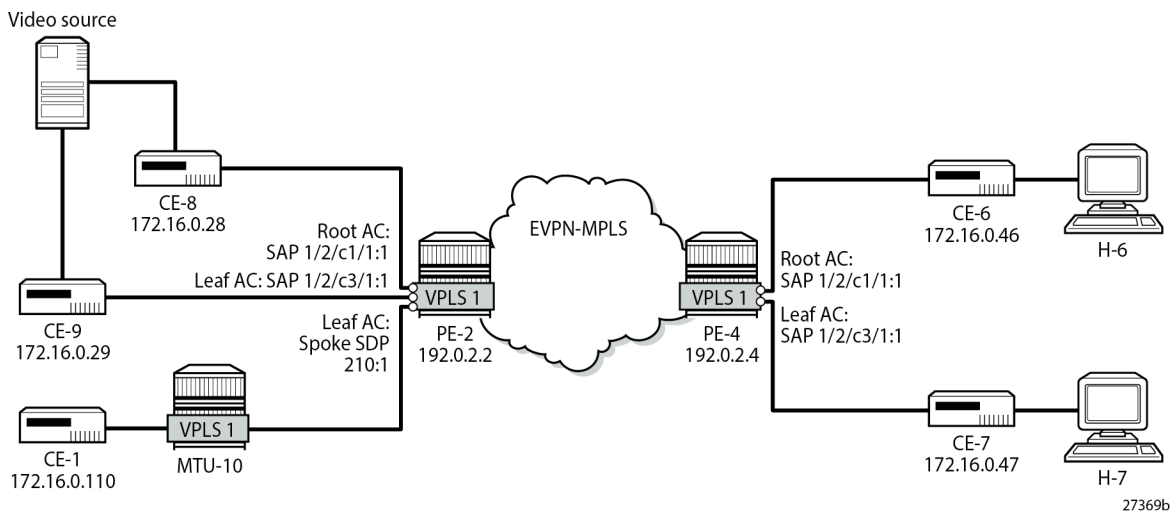 Video source
CE-8
172.16.0.28
Root AC:
SAP 1/2/c1/1:1
Leaf AC: SAP 1/2/c3/1:1
CE-9
172.16.0.29
Leaf AC:
Spoke SDP
210:1
VPLS 1
PE-2
192.0.2.2
EVPN-MPLS
VPLS 1
PE-4
192.0.2.4
Root AC:
SAP 1/2/c1/1:1
Leaf AC:
SAP 1/2/c3/1:1
CE-6
172.16.0.46
H-6
CE-7
172.16.0.47
H-7
CE-1
172.16.0.110
VPLS 1
MTU-10
27369b